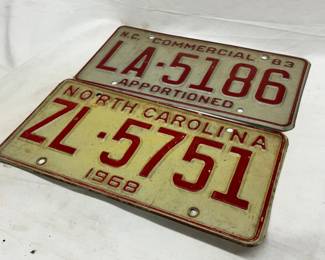 N.C. COMMERCIAL 83
LA-5186
APPORTIONED
NORTH CAROLINA
ZL-5751
1968